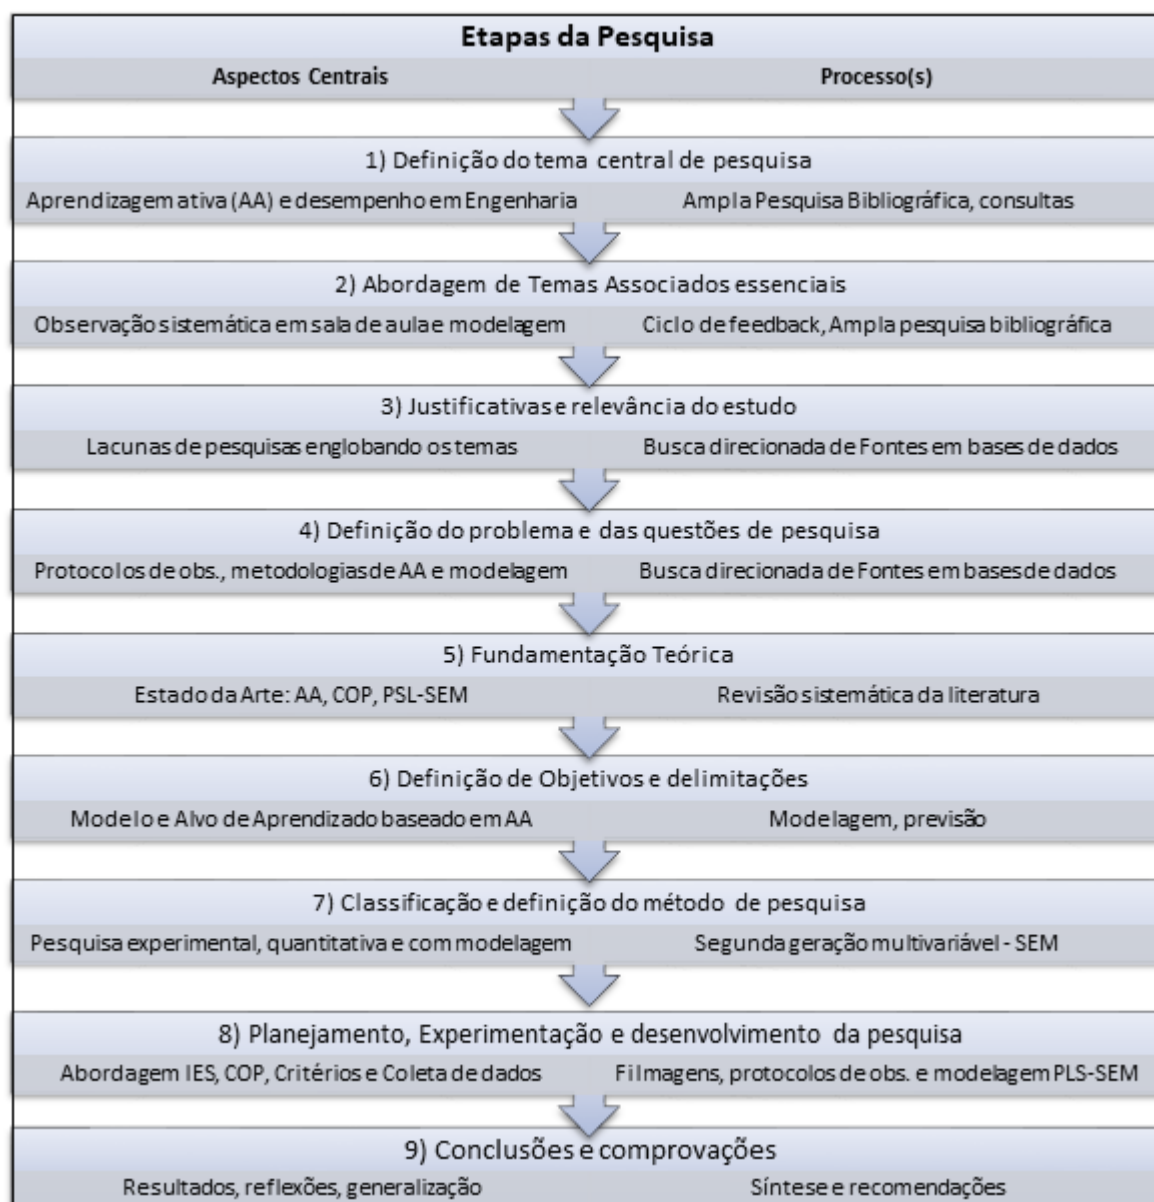 Etapas da Pesquisa
Aspectos Centrais Processo(s)
1) Definição do tema central de pesquisa
Aprendizagem ativa (AA) e desempenho em Engenharia Ampla Pesquisa Bibliográfica, consultas
2) Abordagem de Temas Associados essenciais
Observação sistemática em sala de aula e modelagem Ciclo de feedback, Ampla pesquisa bibliográfica
3) Justificativas e relevância do estudo
Lacunas de pesquisas englobando os temas Busca direcionada de Fontes em bases de dados
4) Definição do problema e das questões de pesquisa
Protocolos de obs., metodologias de AA e modelagem Busca direcionada de Fontes em bases de dados
5) Fundamentação Teórica
Estado da Arte: AA, COP, PSL-SEM Revisão sistemática da literatura
6) Definição de Objetivos e delimitações
Modelo e Alvo de Aprendizado baseado em AA Modelagem, previsão
7) Classificação e definição do método de pesquisa
Pesquisa experimental, quantitativa e com modelagem Segunda geração multivariável - SEM
8) Planejamento, Experimentação e desenvolvimento da pesquisa
Abordagem IES, COP, Critérios e Coleta de dados Filmagens, protocolos de obs. e modelagem PLS-SEM
9) Conclusões e comprovações
Resultados, reflexões, generalização Síntese e recomendações